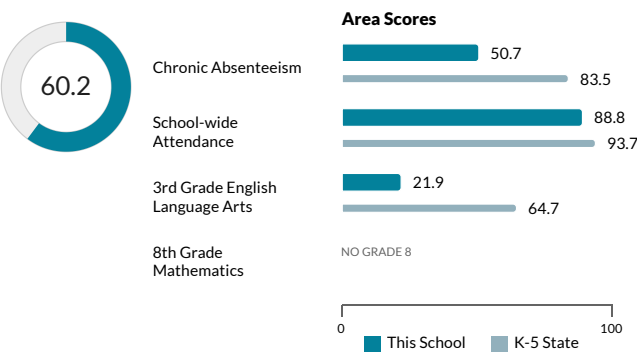 Area Scores
60.2
Chronic Absenteeism
50.7
83.5
School-wide
Attendance
88.8
93.7
3rd Grade English
Language Arts
21.9
64.7
8th Grade
Mathematics
NO GRADE 8
0
100
This School
K-5 State